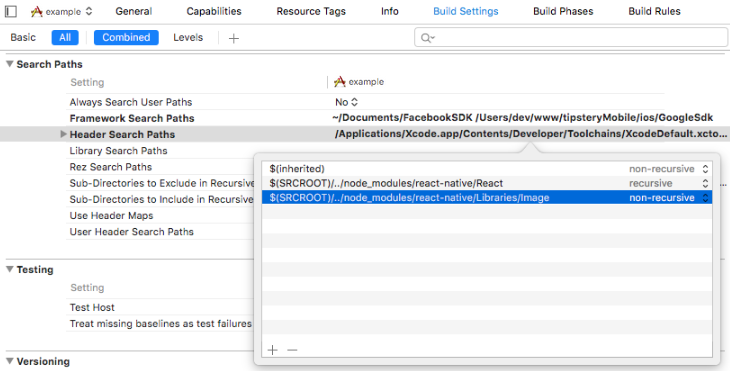 example General Capabilities Resource Tags Info Build Settings Build Phases Build Rules
Basic All Combined Levels +
Search Paths
Setting example
Always Search User Paths No
Framework Search Paths ~/Documents/FacebookSDK /Users/dev/www/tipsteryMobile/ios/GoogleSdk
Header Search Paths /Applications/Xcode.app/Contents/Developer/Toolchains/XcodeDefault.xcto...
Library Search Paths
Rez Search Paths
$(inherited) non-recursive
$(SRCROOT)/../node_modules/react-native/React recursive
$(SRCROOT)/../node_modules/react-native/Libraries/Image non-recursive
Sub-Directories to Exclude in Recursive
Sub-Directories to Include in Recursive
Use Header Maps
User Header Search Paths
Testing
Setting
Test Host
Treat missing baselines as test failures
+ −
Versioning